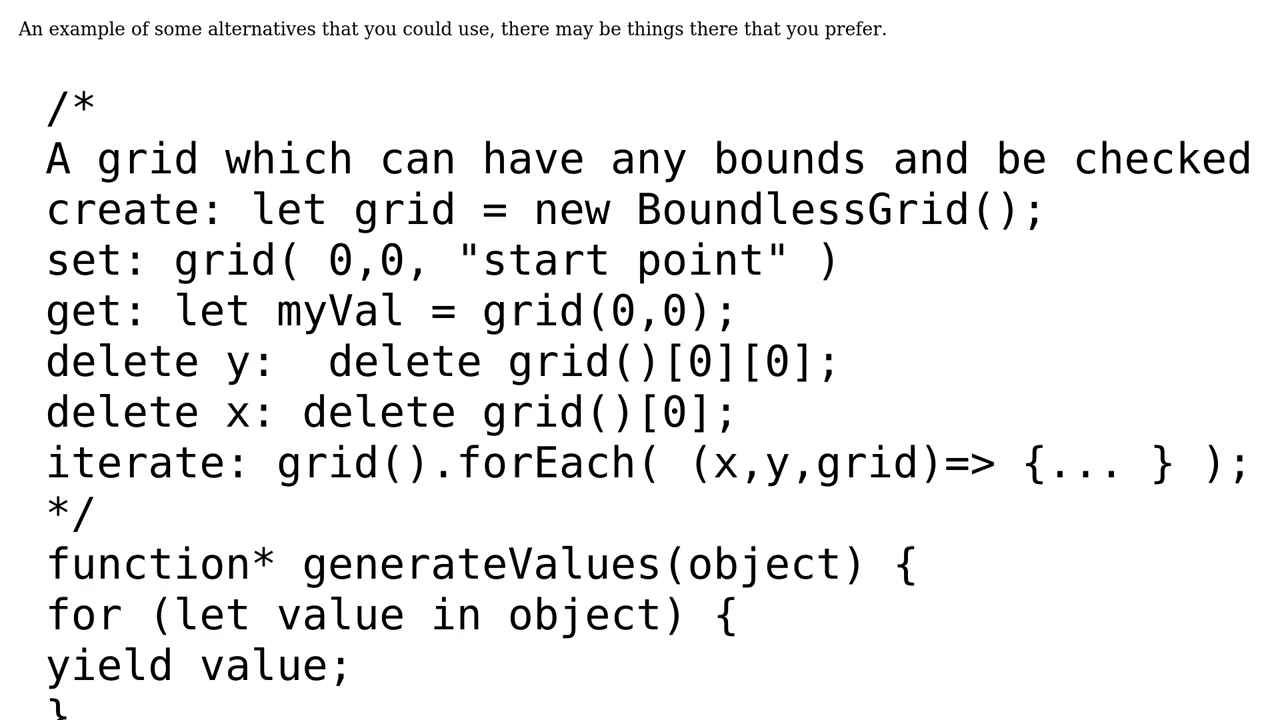 An example of some alternatives that you could use, there may be things there that you prefer.
/*
A grid which can have any bounds and be checked
create: let grid = new BoundlessGrid();
set: grid( 0,0, "start point" )
get: let myVal = grid(0,0);
delete y:  delete grid()[0][0];
delete x: delete grid()[0];
iterate: grid().forEach( (x,y,grid)=> {... } );
*/
function* generateValues(object) {
for (let value in object) {
yield value;
}